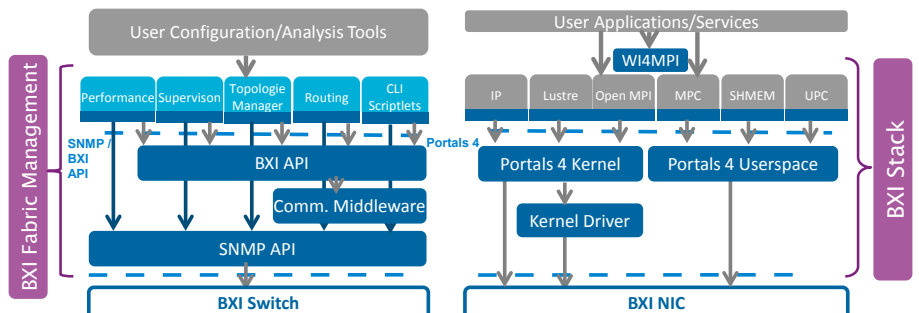 User Configuration/Analysis Tools
User Applications/Services
WI4MPI
BXI Fabric Management
Performance
Supervison
Topologie
Manager
Routing
CLI
Scriptlets
IP
Lustre
Open MPI
MPC
SHMEM
UPC
BXI Stack
SNMP /
BXI
API
Portals 4
BXI API
Portals 4 Kernel
Portals 4 Userspace
Comm. Middleware
Kernel Driver
SNMP API
BXI Switch
BXI NIC